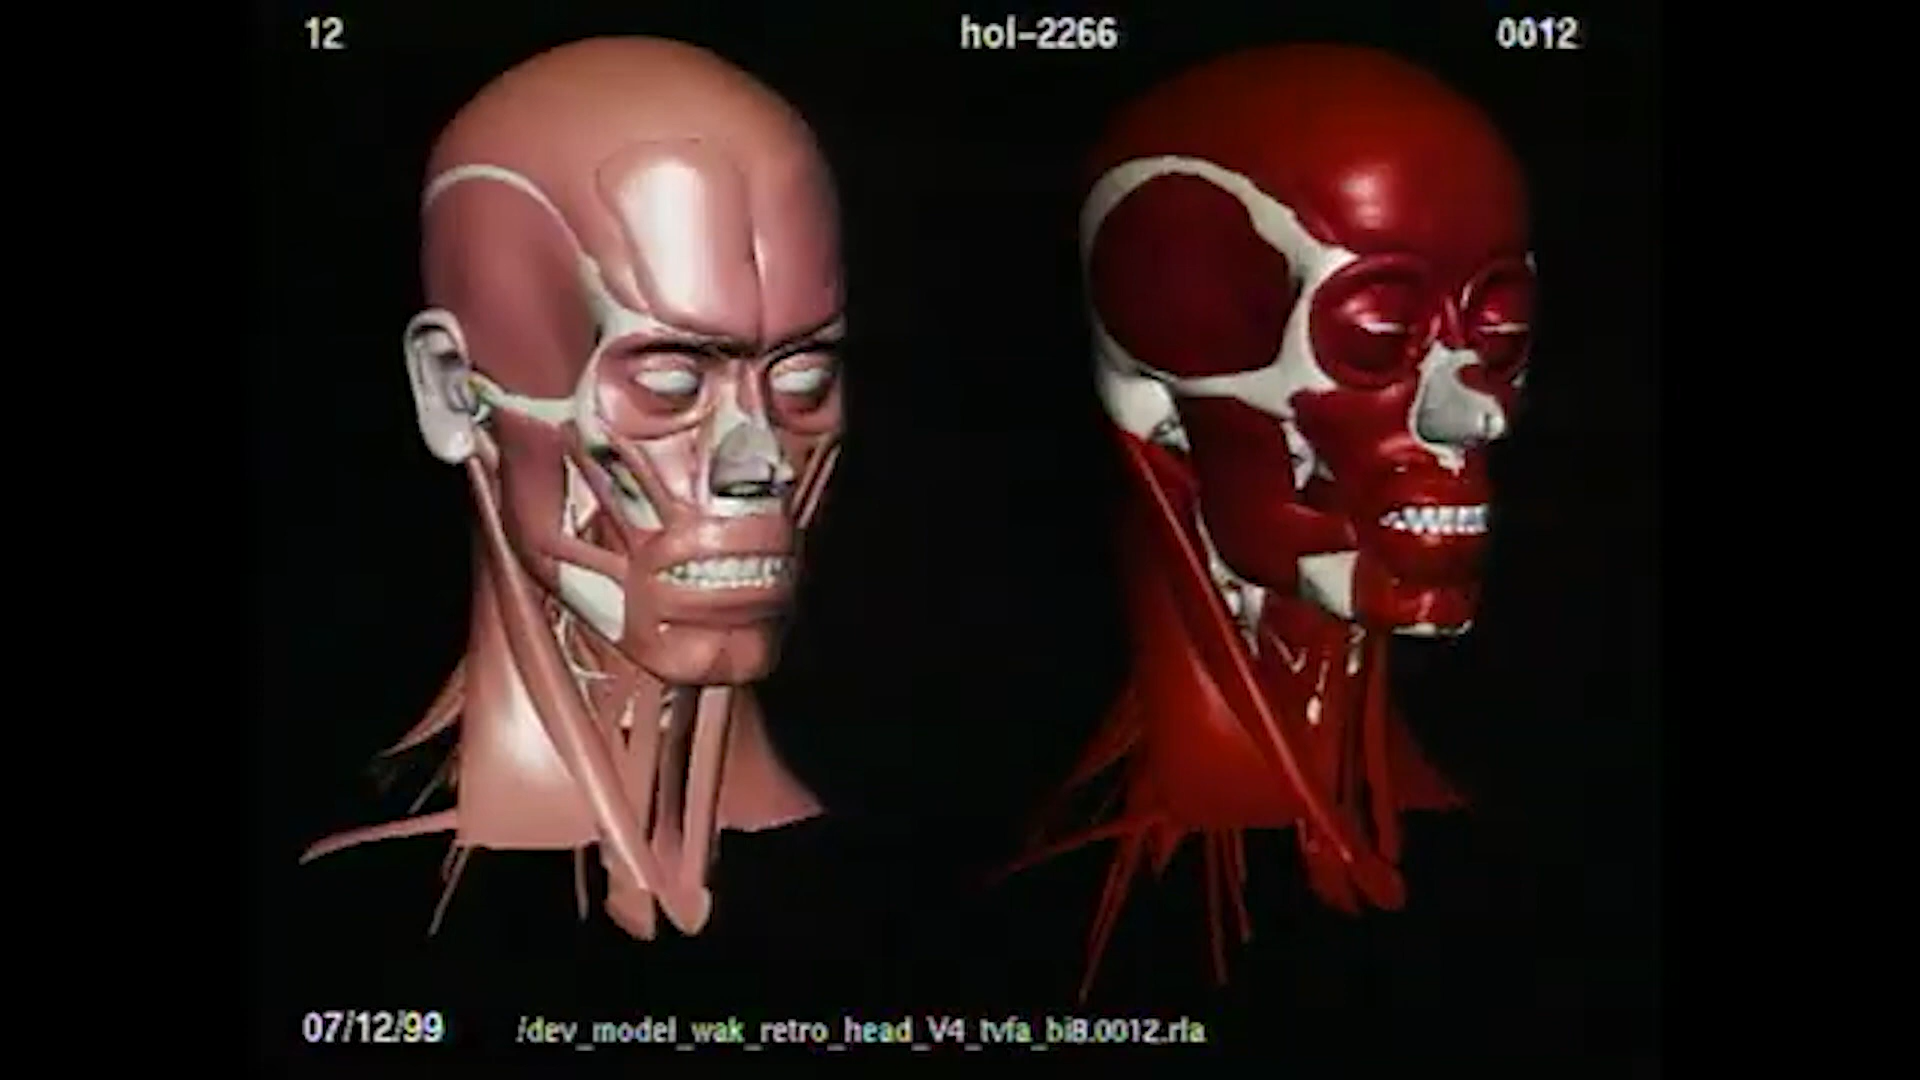 12 hol-2266 0012
07/12/99 /dev_model_wak_retro_head_V4_tvfa_bi8.0012.rla